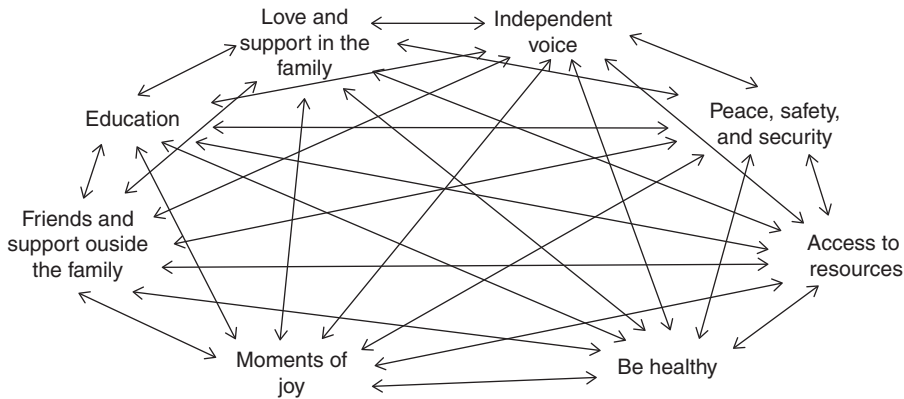 Love and
support in the
family
Independent
voice
Education
Peace, safety,
and security
Friends and
support ouside
the family
Access to
resources
Moments of
joy
Be healthy